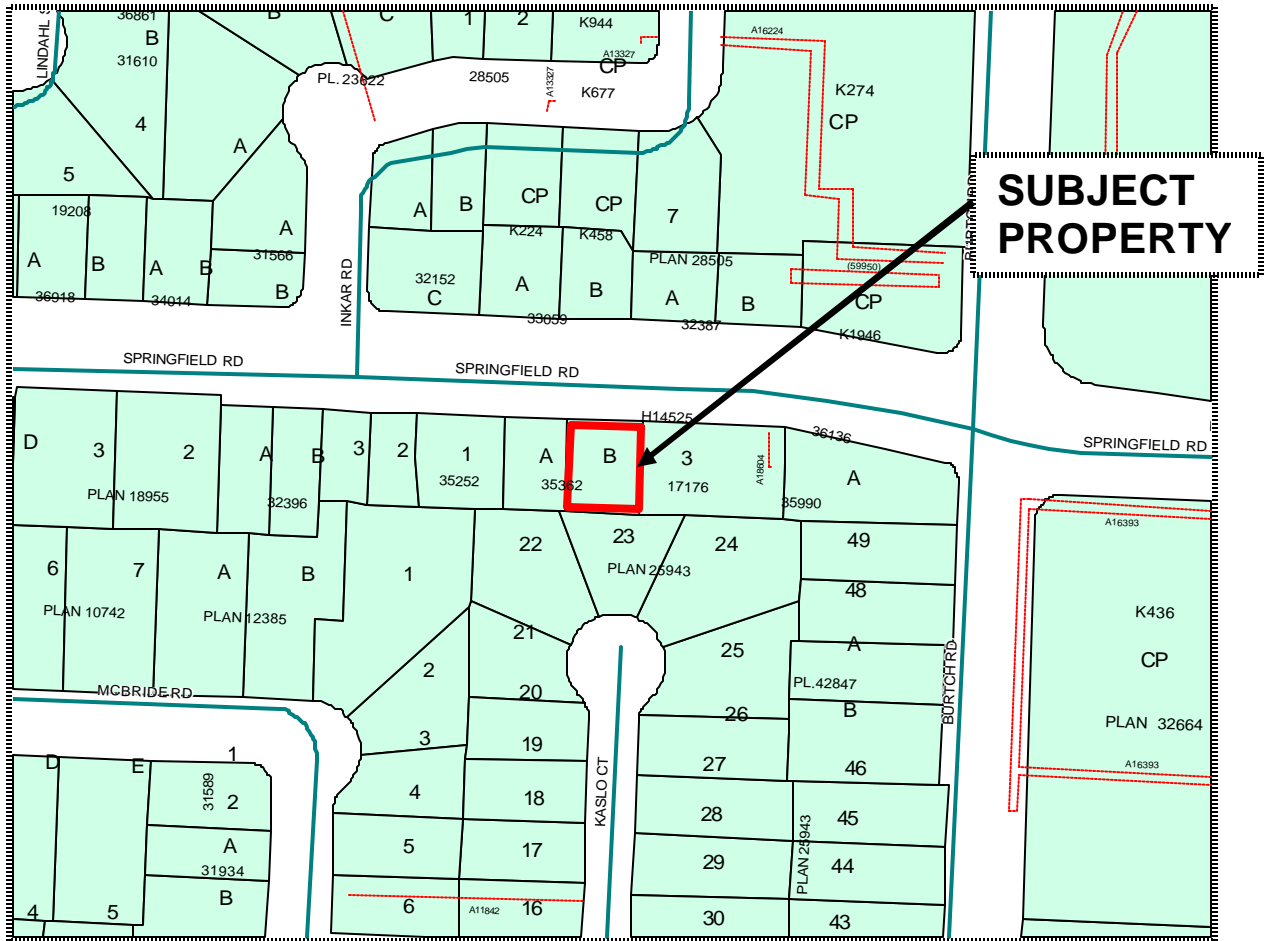 36861
B
C
1
2
K944
LINDAHL S
B
31610
PL. 23622
28505
A13327
CP
A13327
K677
A16224
K274
CP
4
A
5
19208
A
B
A
B
A
31566
B
36918
34014
INKAR RD
A
B
CP
CP
7
K224
K458
PLAN 28505
32152
C
A
B
A
B
(59950)
CP
33059
32387
K1946
SUBJECT
PROPERTY
SPRINGFIELD RD
SPRINGFIELD RD
H14525
36136
SPRINGFIELD RD
D
3
2
A
B
3
2
1
A
B
3
A
PLAN 18955
32396
35252
35362
17176
A18604
35990
A16393
6
7
A
B
1
22
23
24
49
PLAN 25943
48
PLAN 10742
PLAN 12385
K436
CP
PLAN 32664
21
25
A
2
20
PL.42847
26
B
BURTCH RD
MCBRIDE RD
3
19
27
46
A16393
D
E
1
31589
2
4
18
28
45
KASLO CT
PLAN 25943
A
31934
5
17
29
44
B
4
5
6
A11842
16
30
43